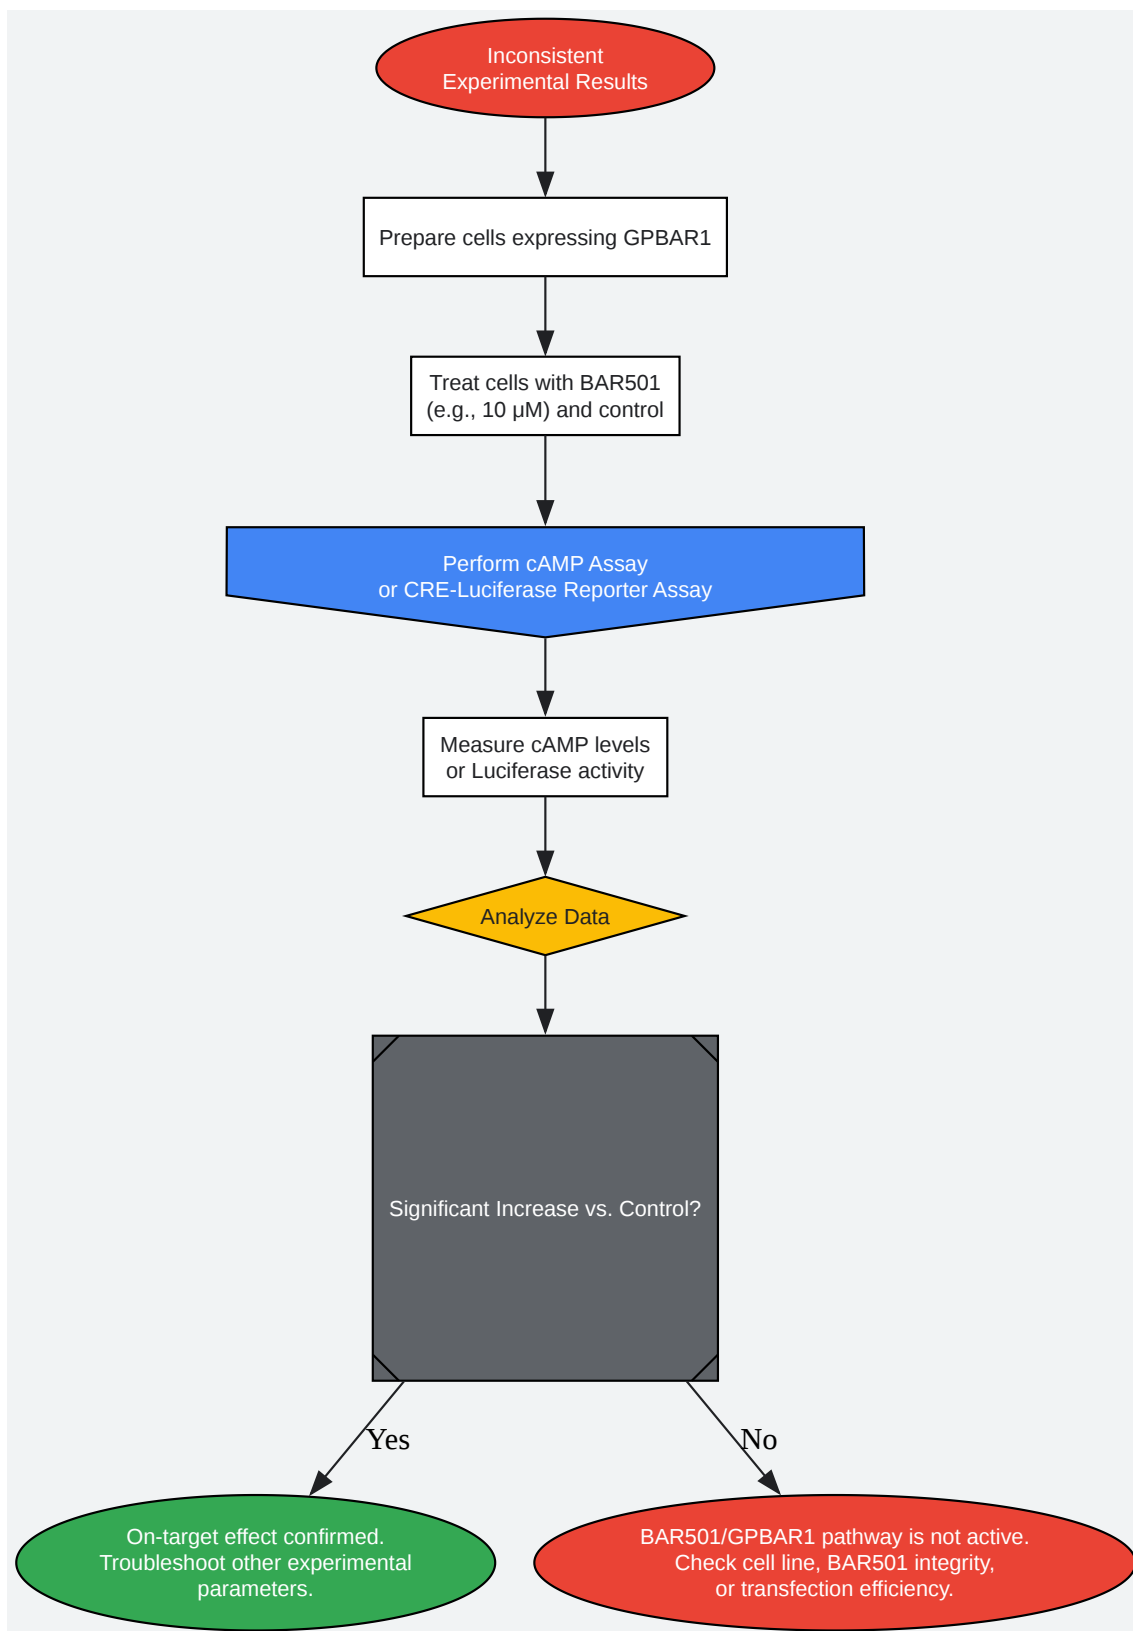 Inconsistent
Experimental Results
Prepare cells expressing GPBAR1
Treat cells with BAR501
(e.g., 10 μM) and control
Perform cAMP Assay
or CRE-Luciferase Reporter Assay
Measure cAMP levels
or Luciferase activity
Analyze Data
Significant Increase vs. Control?
Yes
No
On-target effect confirmed.
Troubleshoot other experimental
parameters.
BAR501/GPBAR1 pathway is not active.
Check cell line, BAR501 integrity,
or transfection efficiency.